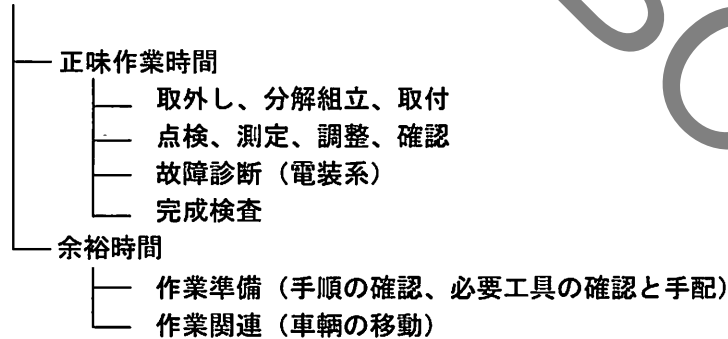 正味作業時間
取外し、分解組立、取付
点検、測定、調整、確認
故障診断（電装系）
完成検査
余裕時間
作業準備（手順の確認、必要工具の確認と手配）
作業関連（車輌の移動）